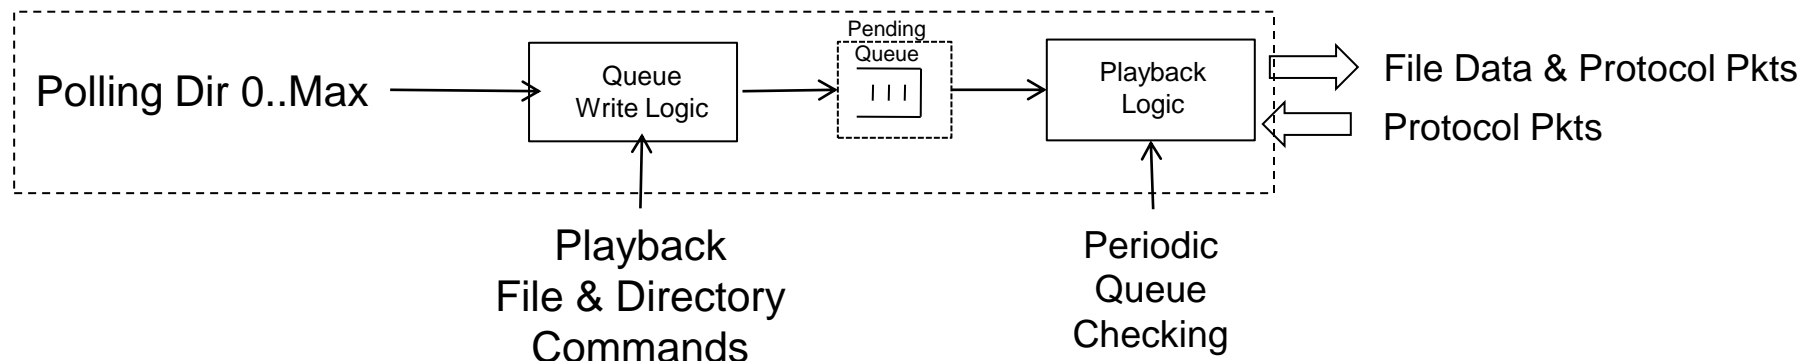 Polling Dir 0..Max
Queue
Write Logic
Pending
Queue
Playback
Logic
File Data & Protocol Pkts
Protocol Pkts
Playback
File & Directory
Commands
Periodic
Queue
Checking